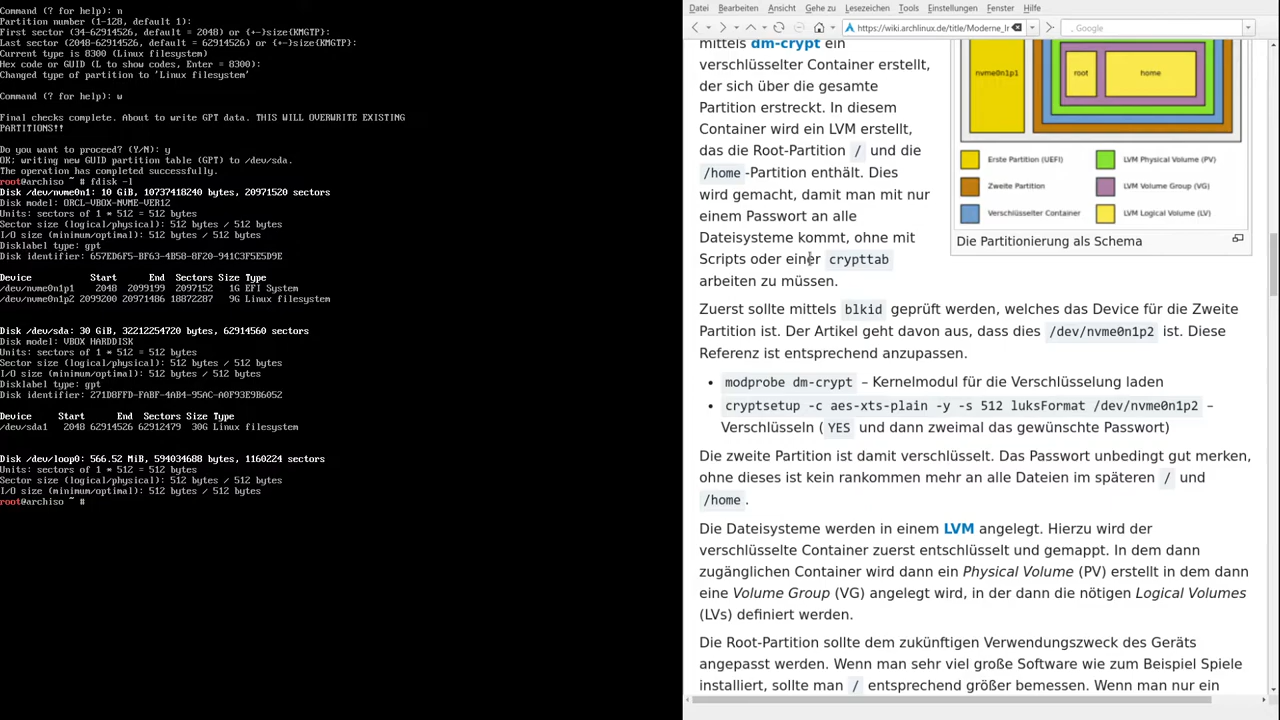 Command (? for help): n
Partition number (1-128, default 1):
First sector (34-62914526, default = 2048) or {+-}size{KMGTP}:
Last sector (2048-62914526, default = 62914526) or {+-}size{KMGTP}:
Current type is 8300 (Linux filesystem)
Hex code or GUID (L to show codes, Enter = 8300):
Changed type of partition to 'Linux filesystem'
Command (? for help): w
Final checks complete. About to write GPT data. THIS WILL OVERWRITE EXISTING
PARTITIONS!!
Do you want to proceed? (Y/N): y
OK; writing new GUID partition table (GPT) to /dev/sda.
The operation has completed successfully.
root@archiso ~ # fdisk -l
Disk /dev/nvme0n1: 10 GiB, 10737418240 bytes, 20971520 sectors
Disk model: ORCL-VBOX-NVME-VER12
Units: sectors of 1 * 512 = 512 bytes
Sector size (logical/physical): 512 bytes / 512 bytes
I/O size (minimum/optimal): 512 bytes / 512 bytes
Disklabel type: gpt
Disk identifier: 657ED6F5-BF63-4B58-8F20-941C3F5E5D9E
Device Start End Sectors Size Type
/dev/nvme0n1p1 2048 2099199 2097152 1G EFI System
/dev/nvme0n1p2 2099200 20971486 18872287 9G Linux filesystem
Disk /dev/sda: 30 GiB, 32212254720 bytes, 62914560 sectors
Disk model: VBOX HARDDISK
Units: sectors of 1 * 512 = 512 bytes
Sector size (logical/physical): 512 bytes / 512 bytes
I/O size (minimum/optimal): 512 bytes / 512 bytes
Disklabel type: gpt
Disk identifier: 271D8FFD-FABF-4AB4-95AC-A0F93E9B6052
Device Start End Sectors Size Type
/dev/sda1 2048 62914526 62912479 30G Linux filesystem
Disk /dev/loop0: 566.52 MiB, 594034688 bytes, 1160224 sectors
Units: sectors of 1 * 512 = 512 bytes
Sector size (logical/physical): 512 bytes / 512 bytes
I/O size (minimum/optimal): 512 bytes / 512 bytes
root@archiso ~ #
Datei Bearbeiten Ansicht Gehe zu Lesezeichen Tools Einstellungen Fenster Hilfe
https://wiki.archlinux.de/title/Moderne_Ir
Google
mittels dm-crypt ein
verschlüsselter Container erstellt,
der sich über die gesamte
Partition erstreckt. In diesem
Container wird ein LVM erstellt,
das die Root-Partition / und die
/home -Partition enthält. Dies
wird gemacht, damit man mit nur
einem Passwort an alle
Dateisysteme kommt, ohne mit
Scripts oder einer crypttab
arbeiten zu müssen.
nvme0n1p1 root home
Erste Partition (UEFI) LVM Physical Volume (PV)
Zweite Partition LVM Volume Group (VG)
Verschlüsselter Container LVM Logical Volume (LV)
Die Partitionierung als Schema
Zuerst sollte mittels blkid geprüft werden, welches das Device für die Zweite
Partition ist. Der Artikel geht davon aus, dass dies /dev/nvme0n1p2 ist. Diese
Referenz ist entsprechend anzupassen.
• modprobe dm-crypt – Kernelmodul für die Verschlüsselung laden
• cryptsetup -c aes-xts-plain -y -s 512 luksFormat /dev/nvme0n1p2 –
Verschlüsseln ( YES und dann zweimal das gewünschte Passwort)
Die zweite Partition ist damit verschlüsselt. Das Passwort unbedingt gut merken,
ohne dieses ist kein rankommen mehr an alle Dateien im späteren / und
/home .
Die Dateisysteme werden in einem LVM angelegt. Hierzu wird der
verschlüsselte Container zuerst entschlüsselt und gemappt. In dem dann
zugänglichen Container wird dann ein Physical Volume (PV) erstellt in dem dann
eine Volume Group (VG) angelegt wird, in der dann die nötigen Logical Volumes
(LVs) definiert werden.
Die Root-Partition sollte dem zukünftigen Verwendungszweck des Geräts
angepasst werden. Wenn man sehr viel große Software wie zum Beispiel Spiele
installiert, sollte man / entsprechend größer bemessen. Wenn man nur ein